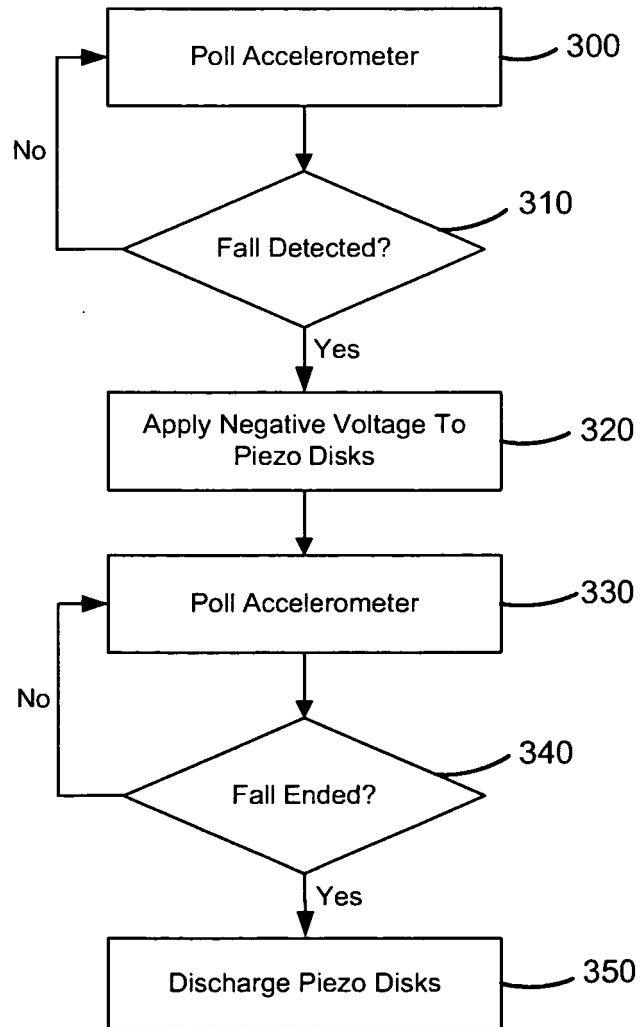 Poll Accelerometer
300
No
310
Fall Detected?
Yes
Apply Negative Voltage To
Piezo Disks
320
Poll Accelerometer
330
No
340
Fall Ended?
Yes
Discharge Piezo Disks
350